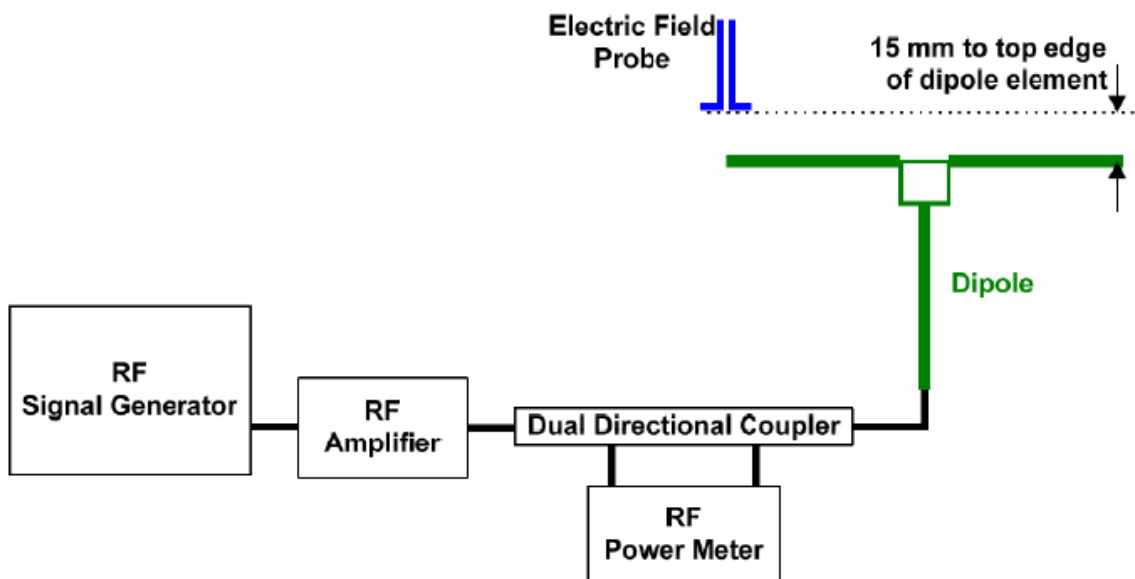 Electric Field
Probe
15 mm to top edge
of dipole element
Dipole
RF
Signal Generator
RF
Amplifier
Dual Directional Coupler
RF
Power Meter